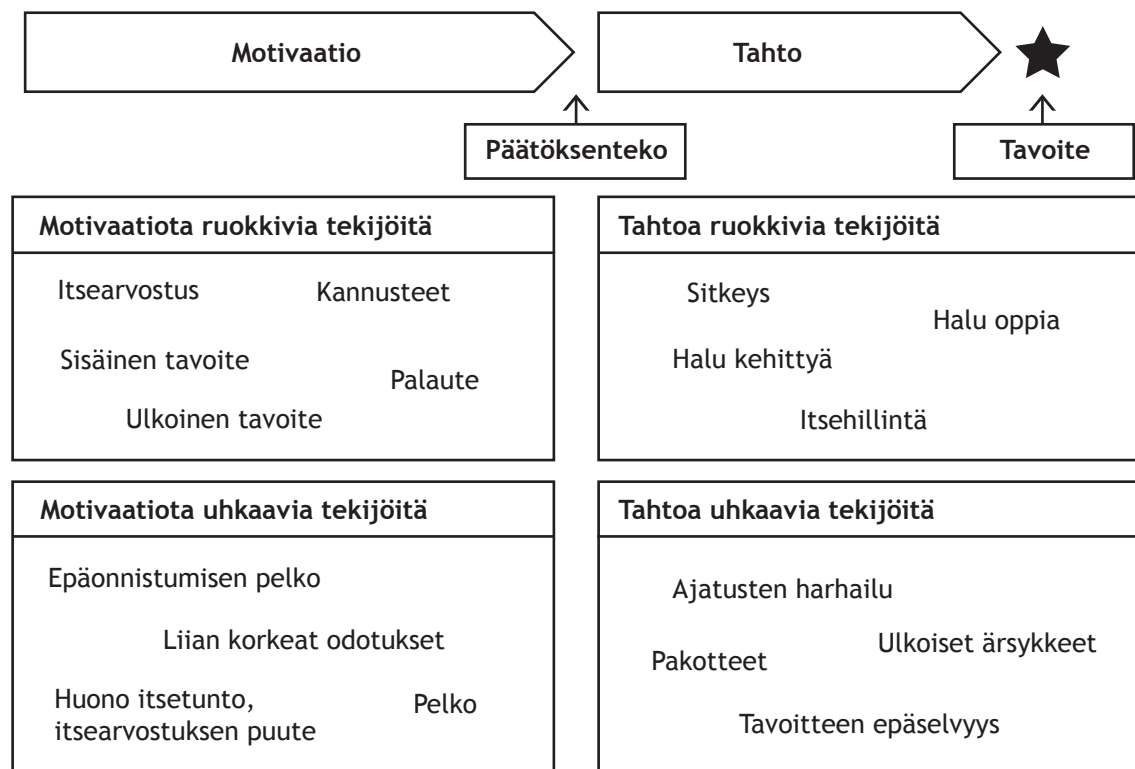 Motivaatio
Tahto
Päätöksenteko
Tavoite
Motivaatiota ruokkivia tekijöitä
Itsearvostus
Kannusteet
Sisäinen tavoite
Palaute
Ulkoinen tavoite
Tahtoa ruokkivia tekijöitä
Sitkeys
Halu oppia
Halu kehittyä
Itsehillintä
Motivaatiota uhkaavia tekijöitä
Epäonnistumisen pelko
Liian korkeat odotukset
Huono itsetunto,
itsearvostuksen puute
Pelko
Tahtoa uhkaavia tekijöitä
Ajatusten harhailu
Ulkoiset ärsykkeet
Pakotteet
Tavoitteen epäselvyys